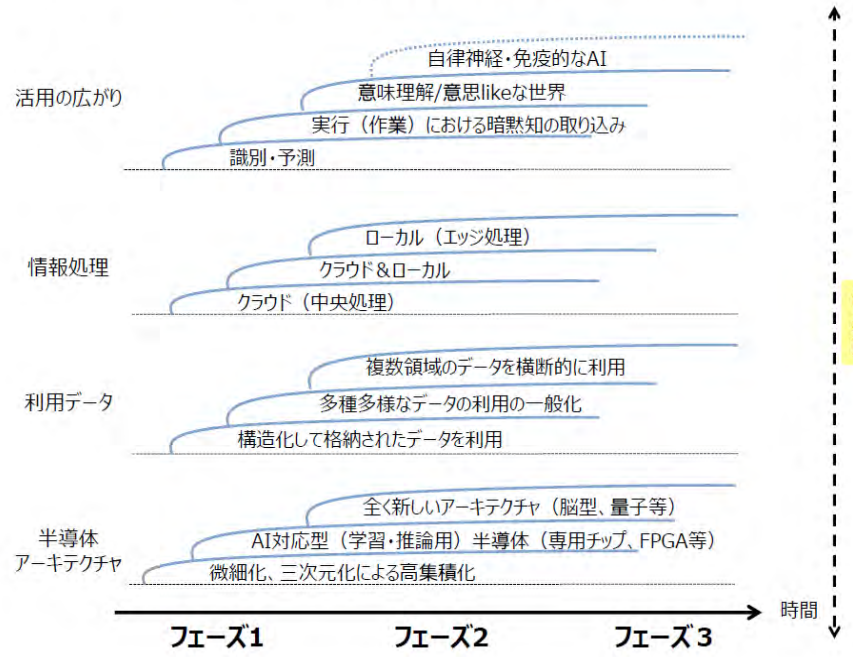 自律神経・免疫的なAI
意味理解/意思likeな世界
活用の広がり
実行（作業）における暗黙知の取り込み
識別・予測
ローカル（エッジ処理）
情報処理
クラウド＆ローカル
クラウド（中央処理）
複数領域のデータを横断的に利用
利用データ
多種多様なデータの利用の一般化
構造化して格納されたデータを利用
全く新しいアーキテクチャ（脳型、量子等）
半導体
アーキテクチャ
AI対応型（学習・推論用）半導体（専用チップ、FPGA等）
微細化、三次元化による高集積化
時間
フェーズ1
フェーズ2
フェーズ3